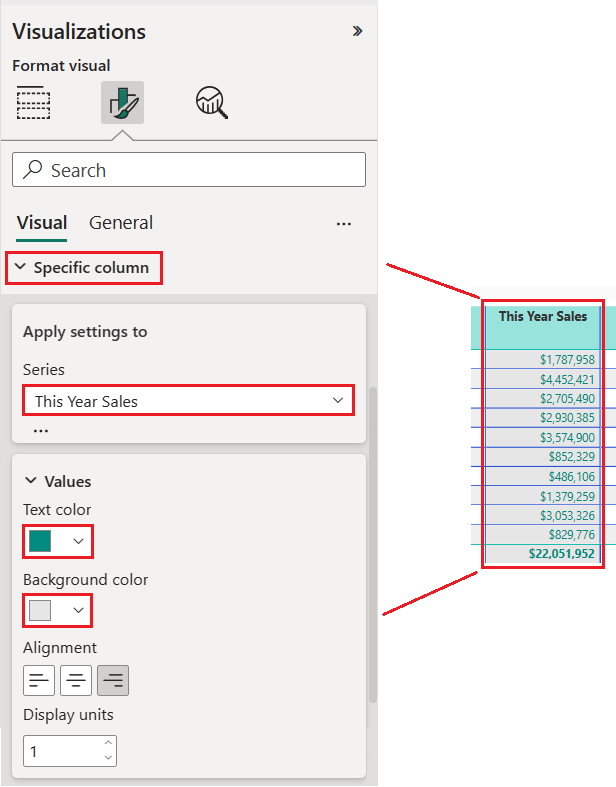 Visualizations
Format visual
Search
Visual General
Specific column
Apply settings to
Series
This Year Sales
Values
Text color
Background color
Alignment
Display units
1
This Year Sales
$1,787,958
$4,452,421
$2,705,490
$2,930,385
$3,574,900
$852,329
$486,106
$1,379,259
$3,053,326
$829,776
$22,051,952